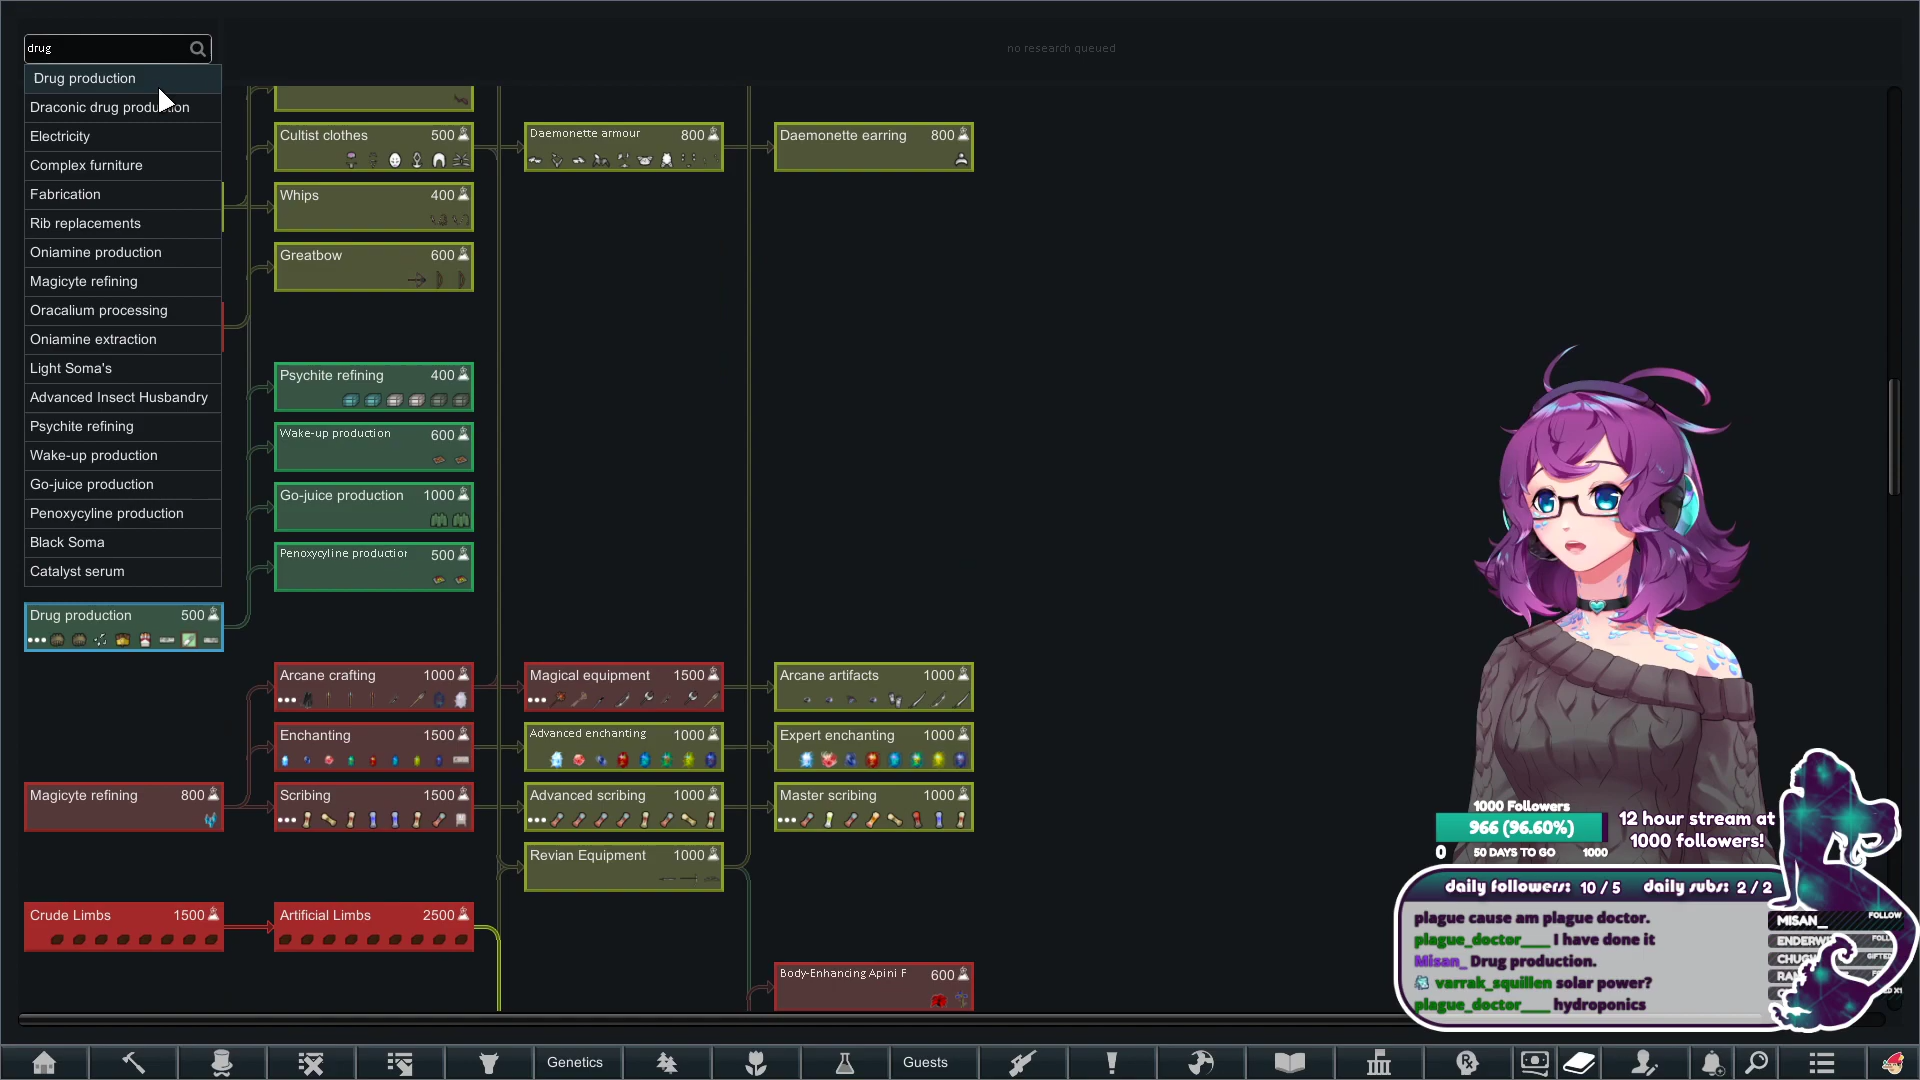 drug
no research queued
Drug production
Draconic drug production
Electricity
Complex furniture
Fabrication
Rib replacements
Oniamine production
Magicyte refining
Oracalium processing
Oniamine extraction
Light Soma's
Advanced Insect Husbandry
Psychite refining
Wake-up production
Go-juice production
Penoxycyline production
Black Soma
Catalyst serum
Cultist clothes 500
Daemonette armour 800
Daemonette earring 800
Whips 400
Greatbow 600
Psychite refining 400
Wake-up production 600
Go-juice production 1000
Penoxycyline production 500
Drug production 500
Arcane crafting 1000
Magical equipment 1500
Arcane artifacts 1000
Enchanting 1500
Advanced enchanting 1000
Expert enchanting 1000
Magicyte refining 800
Scribing 1500
Advanced scribing 1000
Master scribing 1000
Revian Equipment 1000
Crude Limbs 1500
Artificial Limbs 2500
Body-Enhancing Apini F 600
1000 Followers
966 (96.60%)
0 50 DAYS TO GO 1000
12 hour stream at
1000 followers!
daily followers: 10 / 5 daily subs: 2 / 2
plague cause am plague doctor.
plague_doctor____ I have done it
Misan_ Drug production.
varrak_squillen solar power?
plague_doctor____ hydroponics
MISAN_ FOLLOW
Genetics
Guests